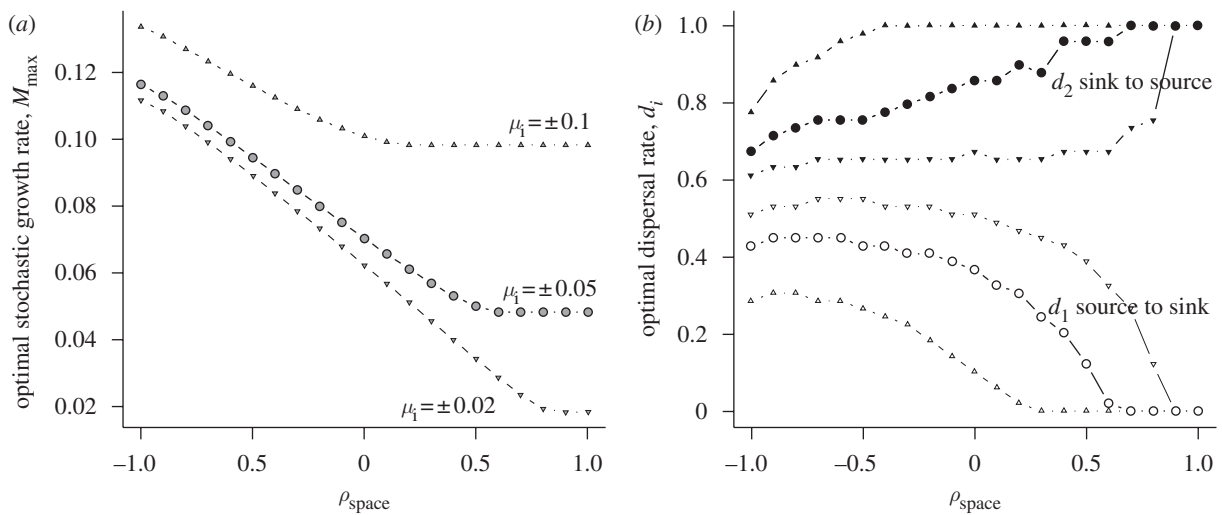 (a)
optimal stochastic growth rate, M_max
0.12
0.10
0.08
0.06
0.04
0.02
μ_i = ±0.1
μ_i = ±0.05
μ_i = ±0.02
−1.0 −0.5 0 0.5 1.0
ρ_space
(b)
optimal dispersal rate, d_i
1.0
0.8
0.6
0.4
0.2
0
d_2 sink to source
d_1 source to sink
−1.0 −0.5 0 0.5 1.0
ρ_space